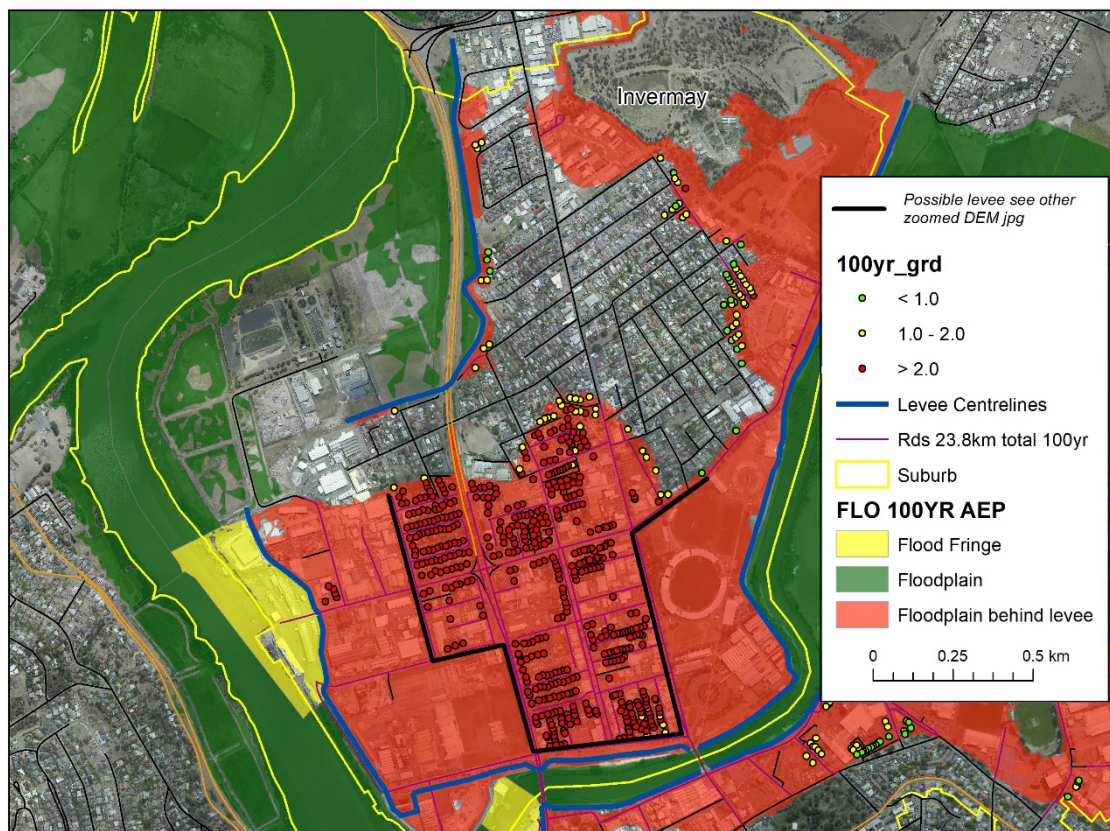 Invermay
Possible levee see other
zoomed DEM jpg
100yr_grd
< 1.0
1.0 - 2.0
> 2.0
Levee Centrelines
Rds 23.8km total 100yr
Suburb
FLO 100YR AEP
Flood Fringe
Floodplain
Floodplain behind levee
0 0.25 0.5 km